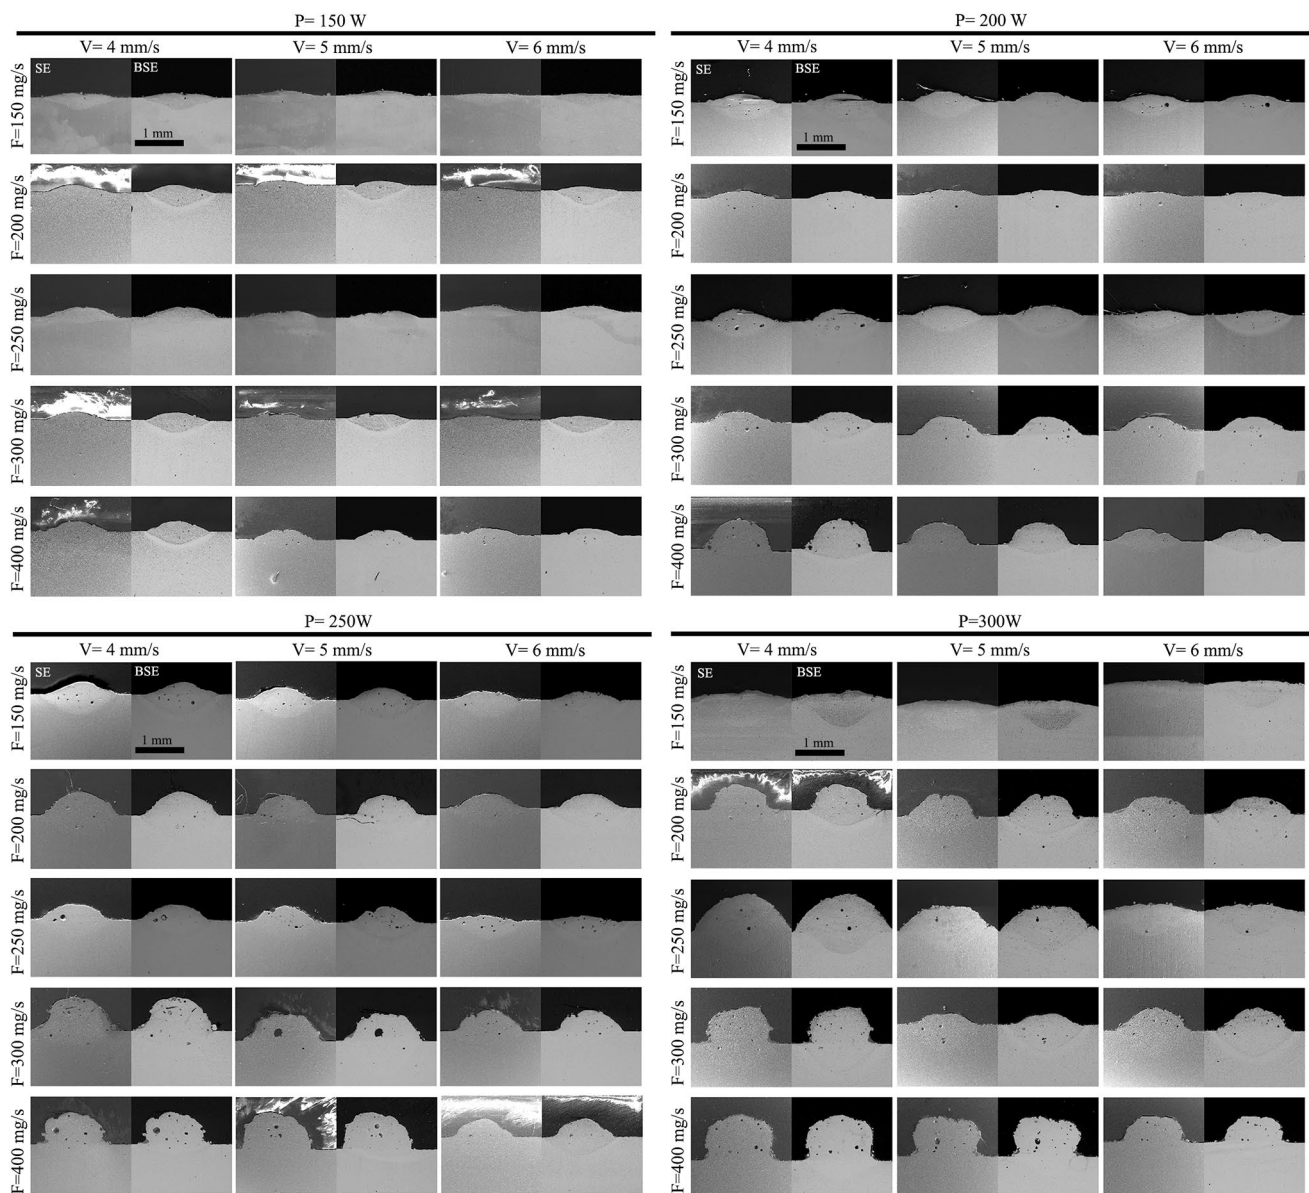 P= 150 W
V= 4 mm/s V= 5 mm/s V= 6 mm/s
F=150 mg/s
SE BSE
1 mm
F=200 mg/s
F=250 mg/s
F=300 mg/s
F=400 mg/s
P= 200 W
V= 4 mm/s V= 5 mm/s V= 6 mm/s
F=150 mg/s
SE BSE
1 mm
F=200 mg/s
F=250 mg/s
F=300 mg/s
F=400 mg/s
P= 250W
V= 4 mm/s V= 5 mm/s V= 6 mm/s
F=150 mg/s
SE BSE
1 mm
F=200 mg/s
F=250 mg/s
F=300 mg/s
F=400 mg/s
P=300W
V= 4 mm/s V= 5 mm/s V= 6 mm/s
F=150 mg/s
SE BSE
1 mm
F=200 mg/s
F=250 mg/s
F=300 mg/s
F=400 mg/s